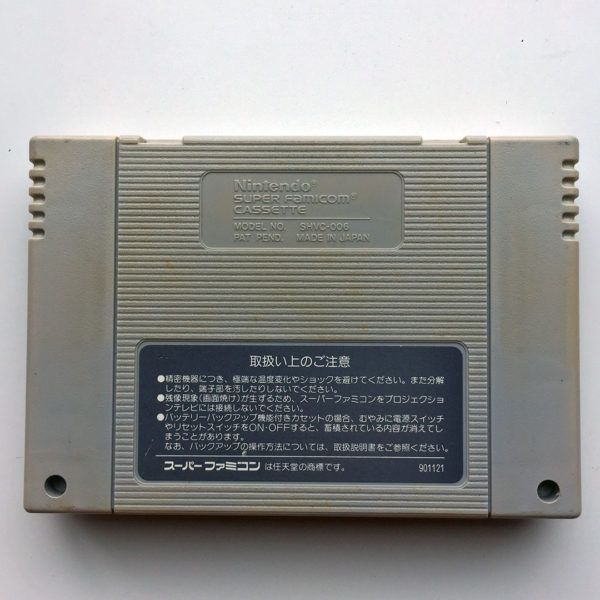 Nintendo®
SUPER FAMICOM®
CASSETTE
MODEL NO. SHVC-006
PAT PEND. MADE IN JAPAN
取扱い上のご注意
●精密機器につき、極端な温度変化やショックを避けてください。また分解
したり、端子部を汚したりしないでください。
●残像現象(画面焼け)が生ずるため、スーパーファミコンをプロジェクション
テレビには接続しないでください。
●バッテリーバックアップ機能付きカセットの場合、むやみに電源スイッチ
やリセットスイッチをON・OFFすると、蓄積されている内容が消えてし
まうことがあります。
なお、バックアップの操作方法については、取扱説明書をご参照ください。
スーパーファミコンは任天堂の商標です。 901121